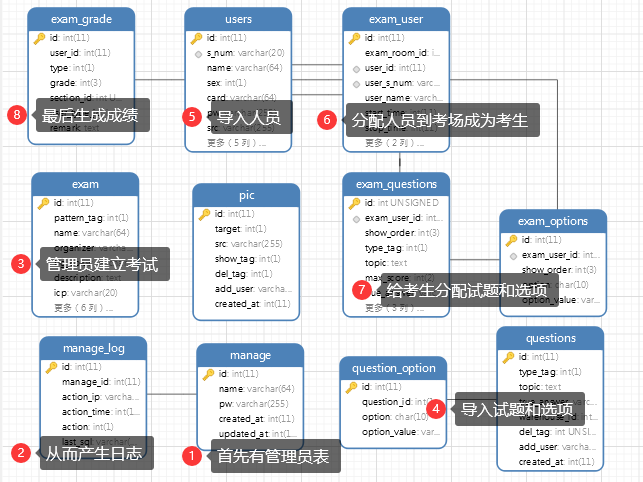 exam_grade
id: int(11)
user_id: int(11)
type: int(1)
grade: int(3)
section_id: int U...
8 最后生成成绩
remark: text
users
id: int(11)
s_num: varchar(20)
name: varchar(64)
sex: int(1)
card: varchar(64)
5 导入人员
src: varchar(255)
更多（5 列）...
exam_user
id: int(11)
exam_room_id: i...
user_id: int(11)
user_s_num: var...
user_name: varch...
6 分配人员到考场成为考生
stop_time: int(11)
更多（2 列）...
exam
id: int(11)
pattern_tag: int(1)
name: varchar(64)
organizer: varch...
3 管理员建立考试
description: text
icp: varchar(20)
更多（6 列）...
pic
id: int(11)
target: int(1)
src: varchar(255)
show_tag: int(1)
del_tag: int(1)
add_user: varcha...
created_at: int(11)
exam_questions
id: int UNSIGNED
exam_user_id: int...
show_order: int(3)
type_tag: int(1)
topic: text
max_score: int(2)
7 给考生分配试题和选项
更多（3 列）...
exam_options
id: int(11)
exam_user_id: int...
show_order: int(3)
option: char(10)
option_value: var...
manage_log
id: int(11)
manage_id: int(11)
action_ip: varcha...
action_time: int(1...
action: int(1)
last_sql: varchar(...
2 从而产生日志
manage
id: int(11)
name: varchar(64)
pw: varchar(255)
created_at: int(11)
updated_at: int(1...
1 首先有管理员表
question_option
id: int(11)
question_id: int(1
option: char(10)
option_value: var...
questions
id: int(11)
type_tag: int(1)
topic: text
true_answer: varc...
4 导入试题和选项
warehouse_id: int...
del_tag: int UNSI...
add_user: varcha...
created_at: int(11)